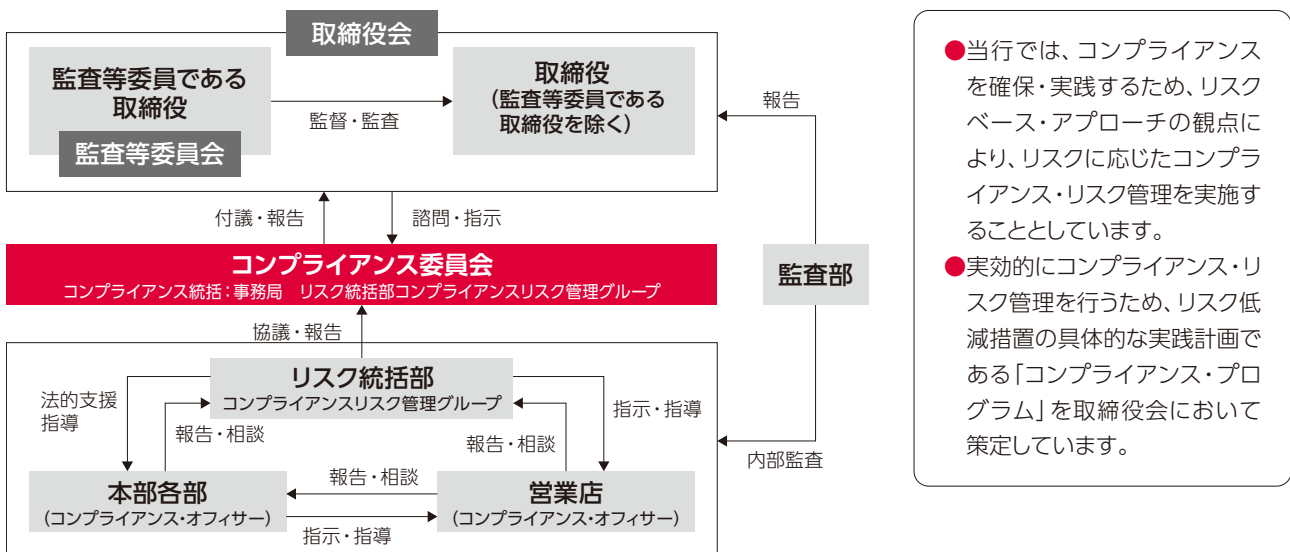 取締役会
監査等委員である
取締役
監査等委員会
監督・監査
取締役
（監査等委員である
取締役を除く）
報告
付議・報告
諮問・指示
コンプライアンス委員会
コンプライアンス統括：事務局　リスク統括部コンプライアンスリスク管理グループ
監査部
協議・報告
リスク統括部
コンプライアンスリスク管理グループ
法的支援
指導
報告・相談
報告・相談
指示・指導
内部監査
本部各部
（コンプライアンス・オフィサー）
報告・相談
指示・指導
営業店
（コンプライアンス・オフィサー）
●当行では、コンプライアンス
を確保・実践するため、リスク
ベース・アプローチの観点に
より、リスクに応じたコンプラ
イアンス・リスク管理を実施す
ることとしています。
●実効的にコンプライアンス・リ
スク管理を行うため、リスク低
減措置の具体的な実践計画で
ある「コンプライアンス・プロ
グラム」を取締役会において
策定しています。